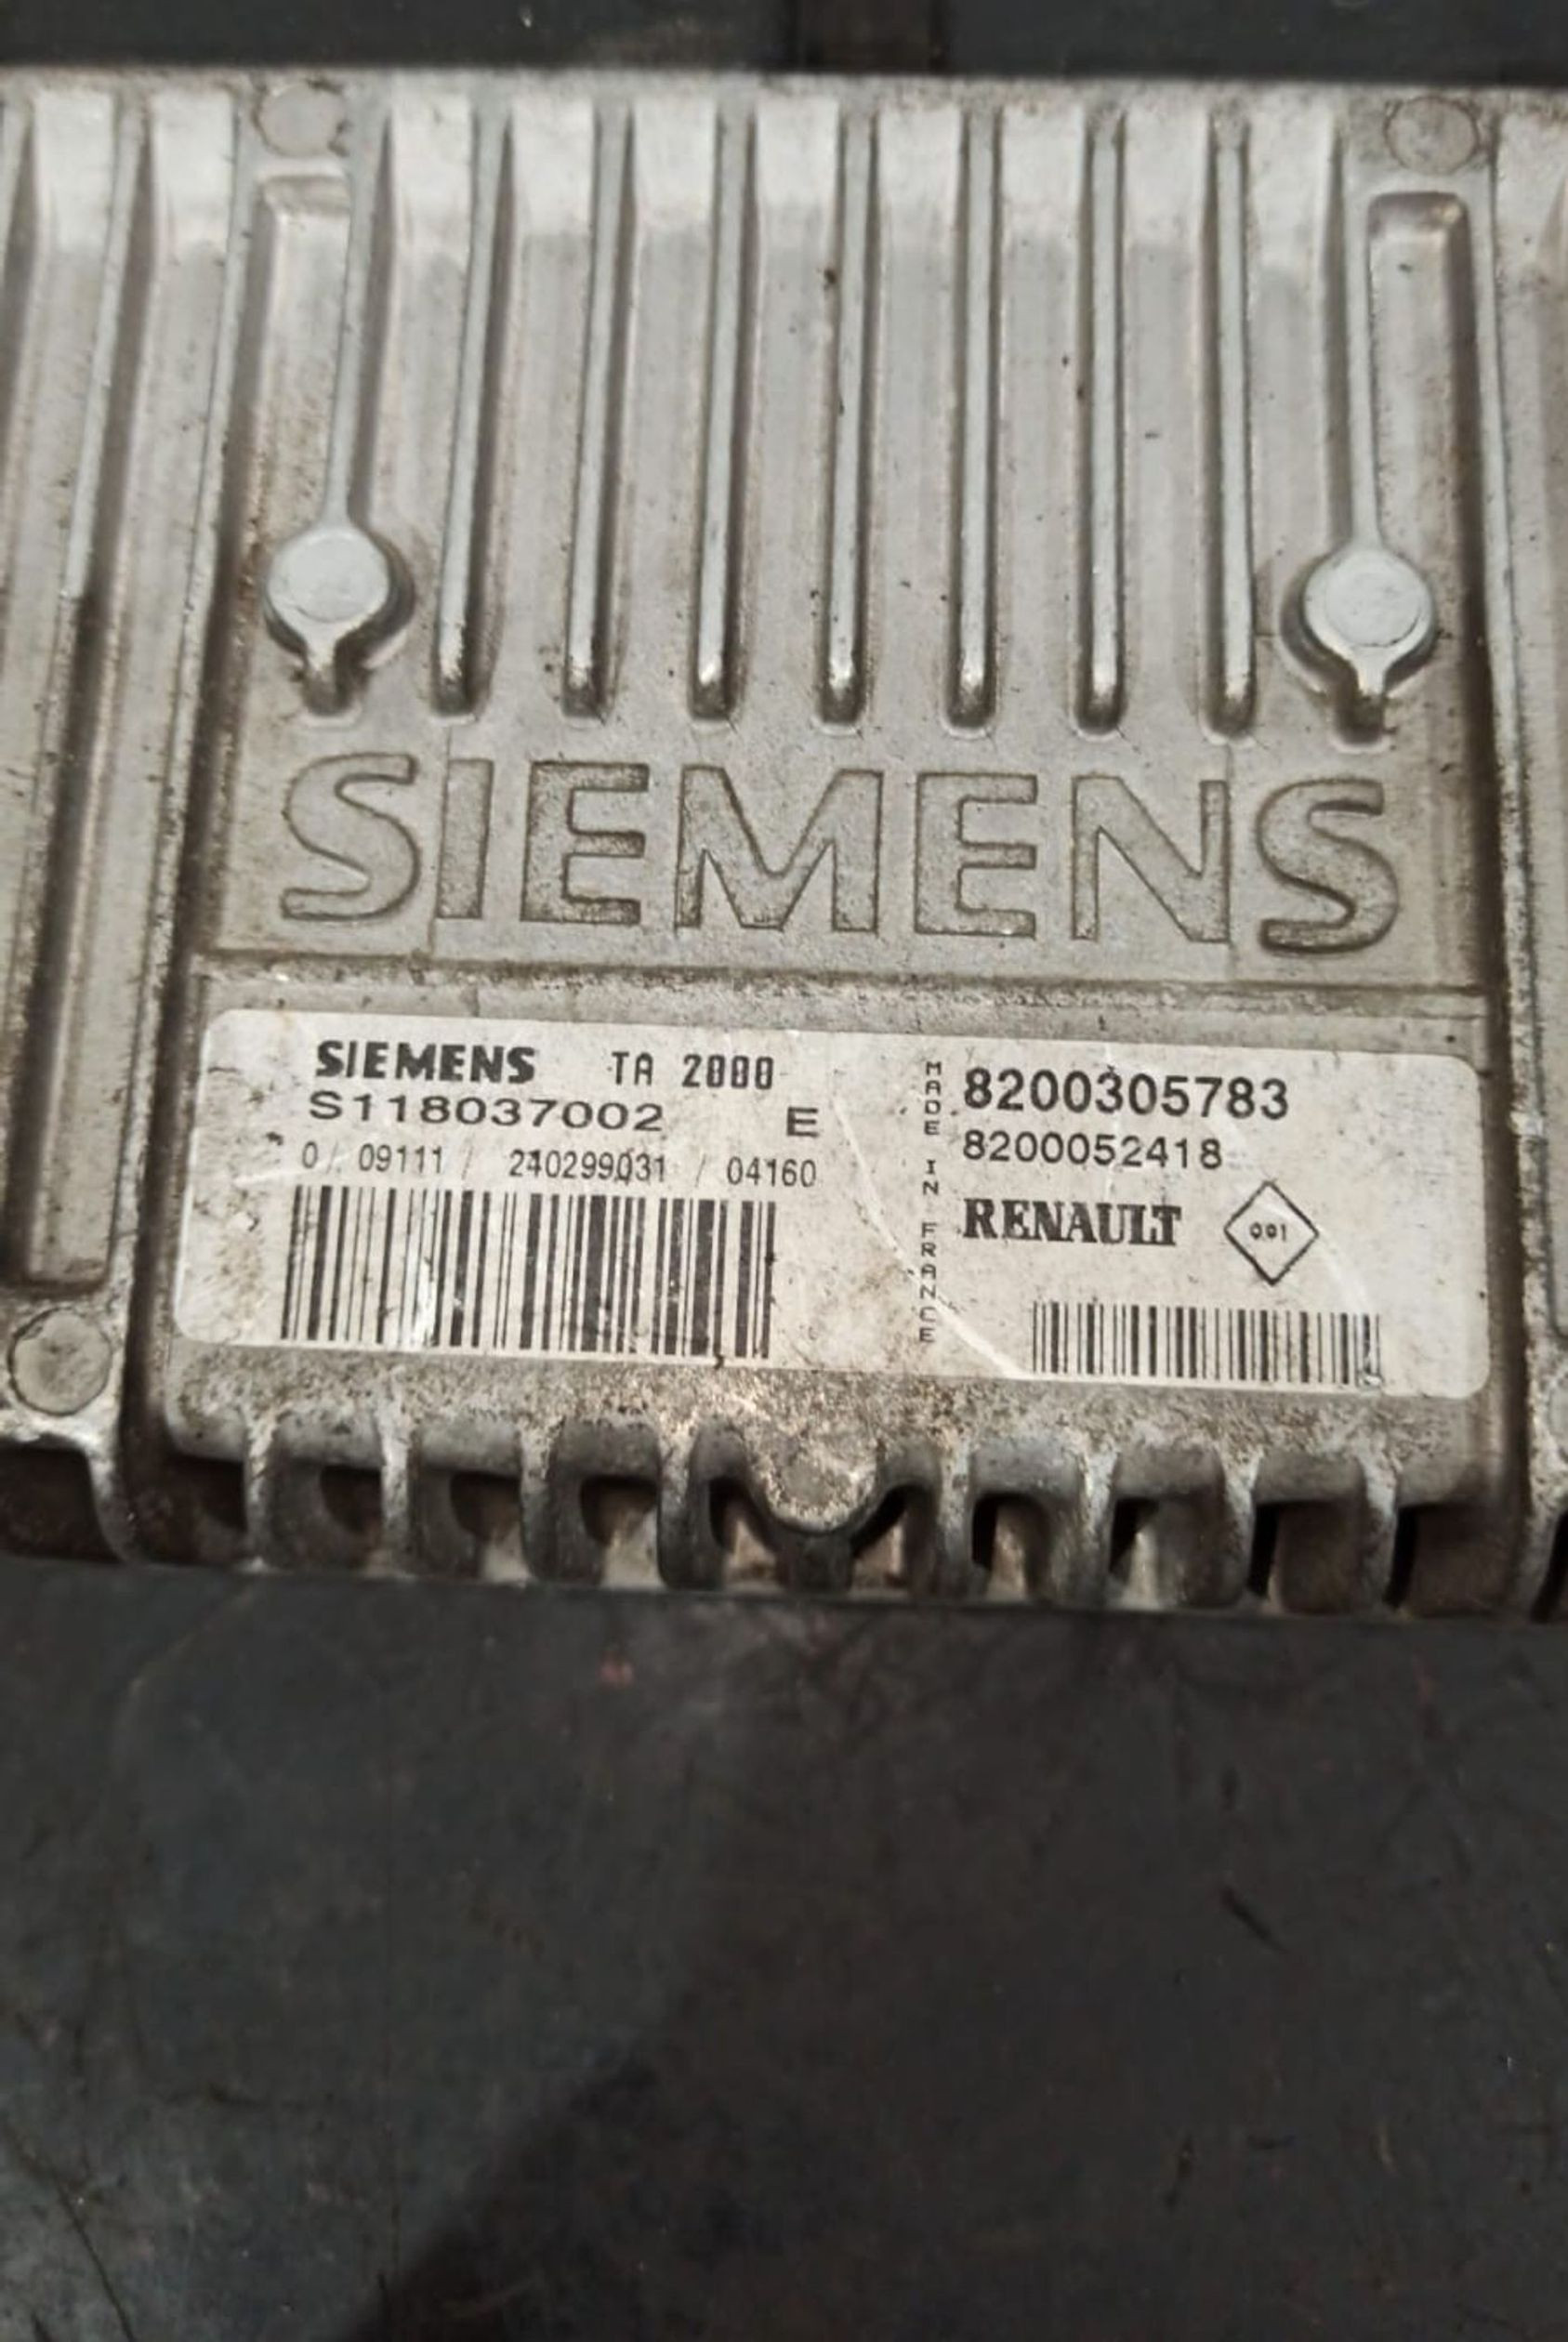 SIEMENS
SIEMENS TA 2000
S118037002 E
0 / 09111 / 240299031 / 04160
MADE IN FRANCE
8200305783
8200052418
RENAULT 001